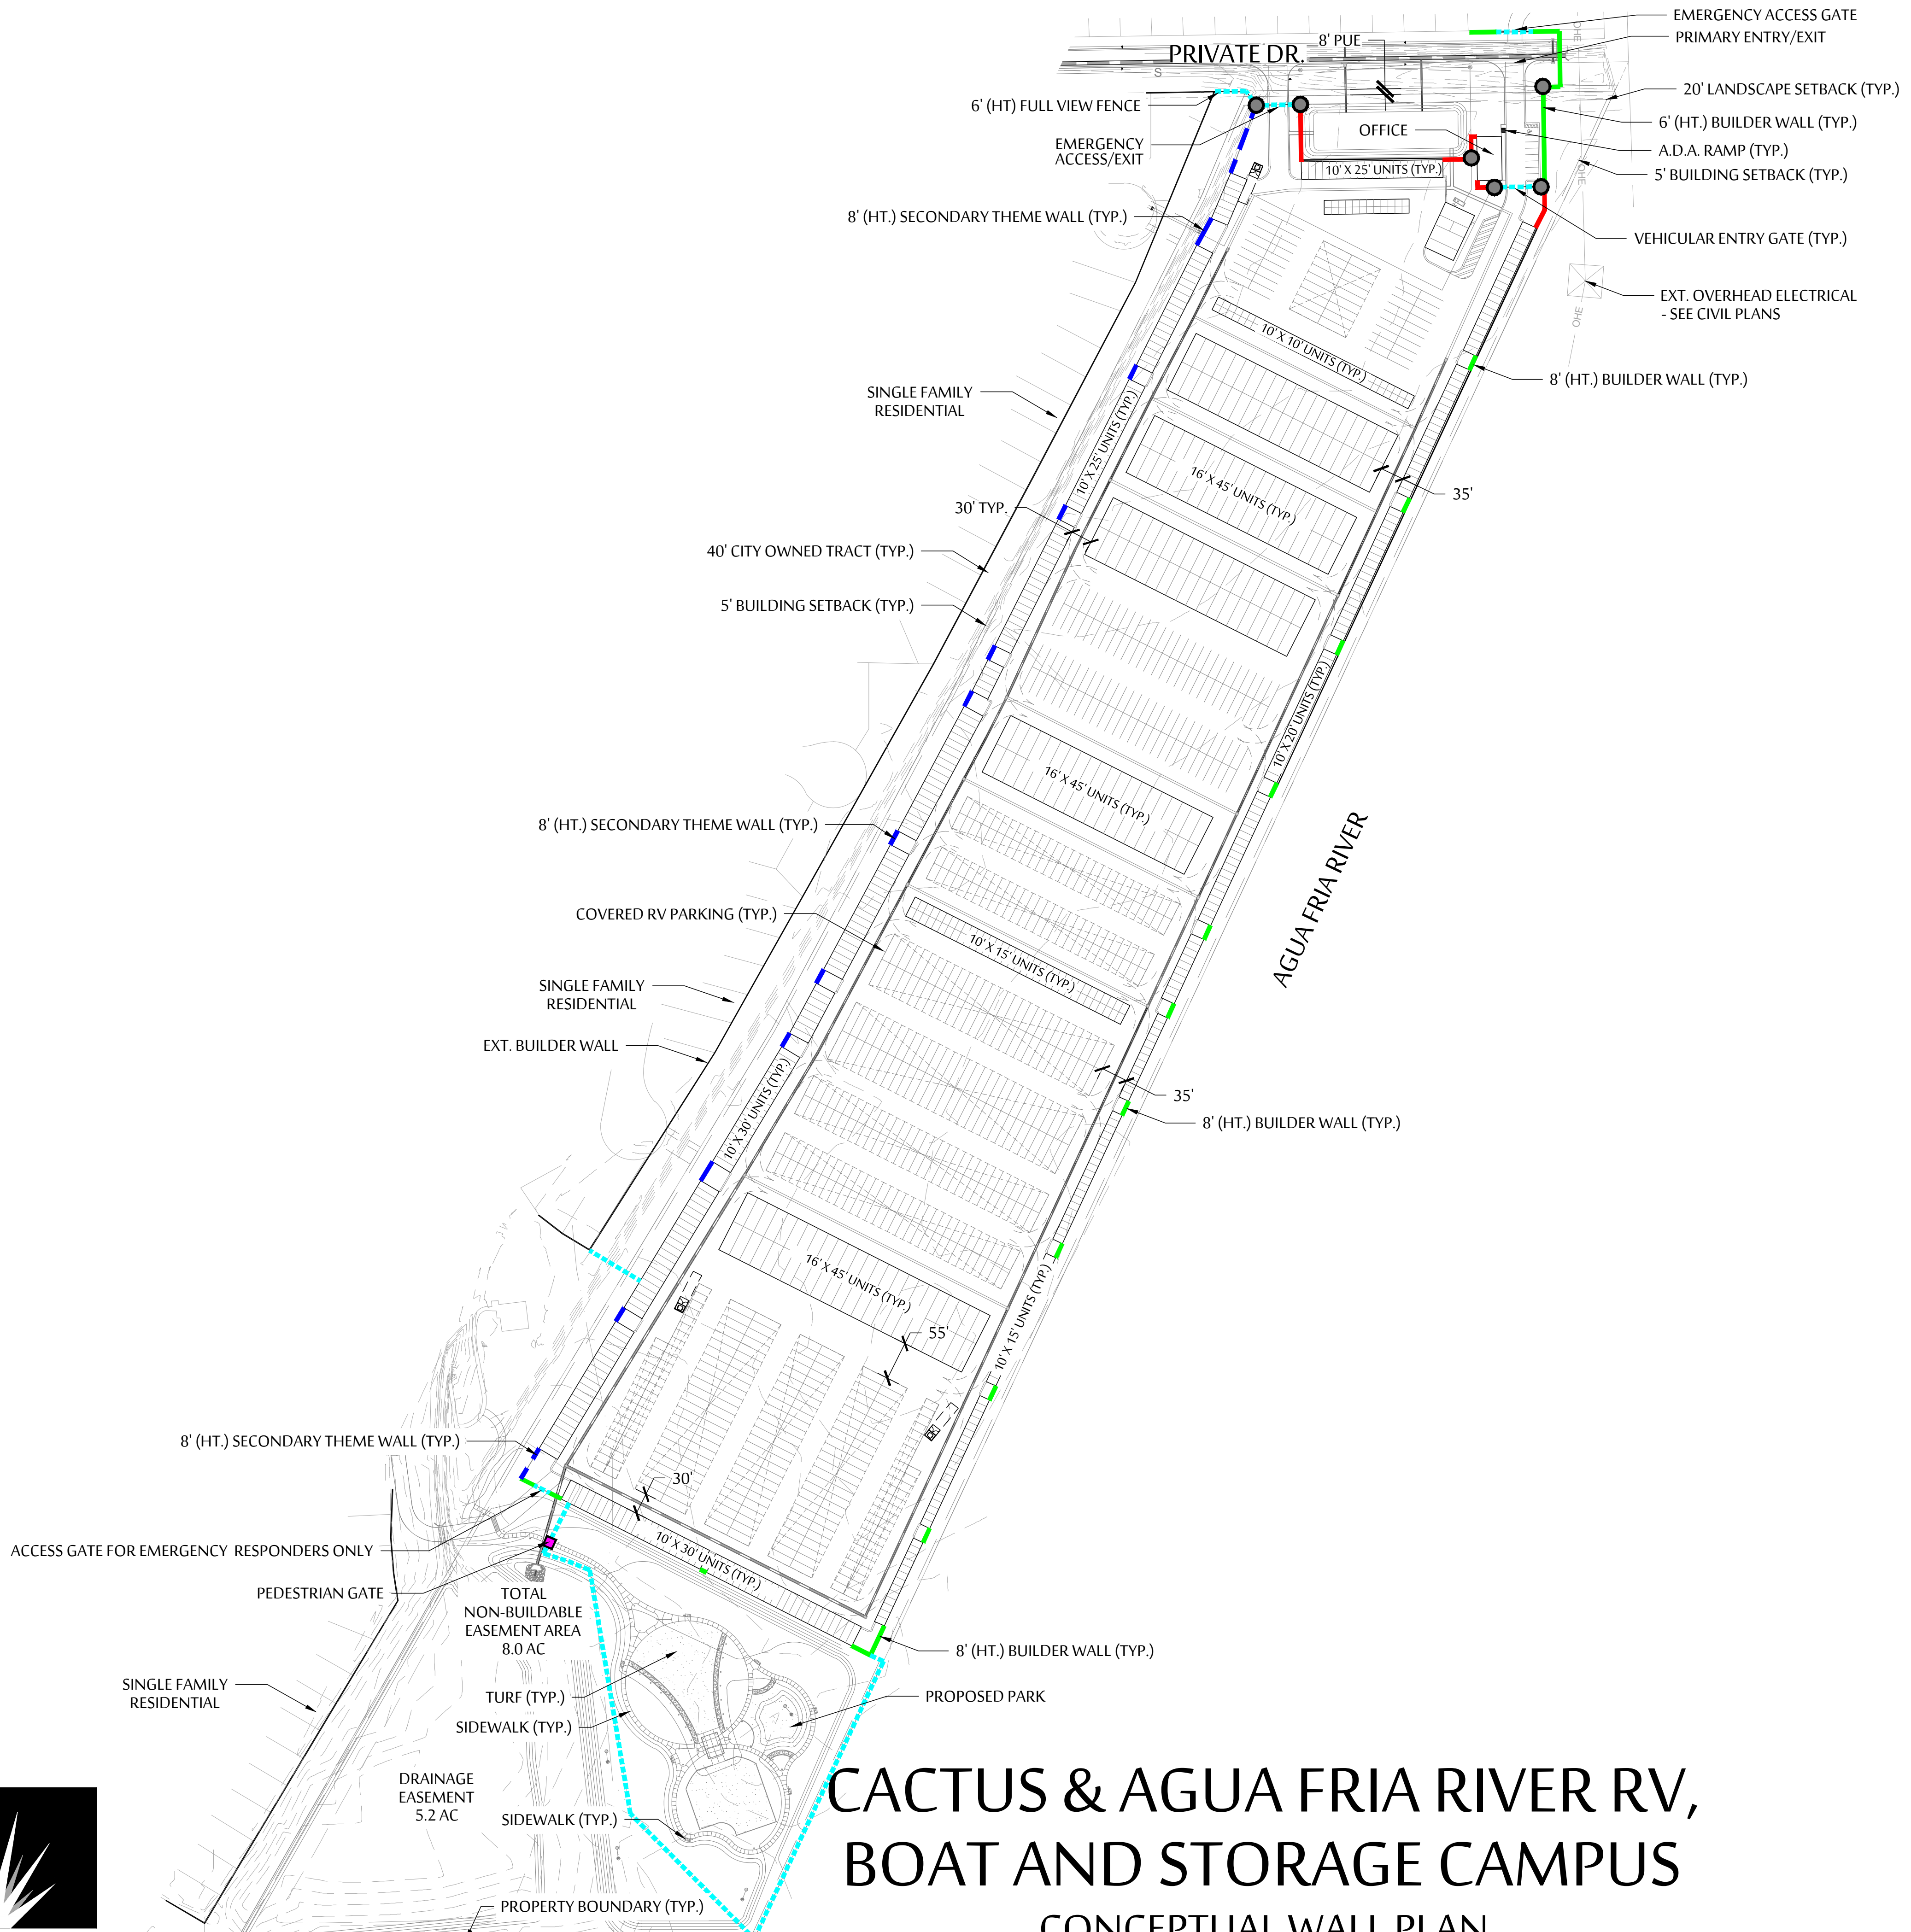 EMERGENCY ACCESS GATE
PRIMARY ENTRY/EXIT
PRIVATE DR.
8' PUE
OHE
S
20' LANDSCAPE SETBACK (TYP.)
6' (HT) FULL VIEW FENCE
6' (HT.) BUILDER WALL (TYP.)
OFFICE
EMERGENCY
ACCESS/EXIT
A.D.A. RAMP (TYP.)
10' X 25' UNITS (TYP.)
5' BUILDING SETBACK (TYP.)
OHE
8' (HT.) SECONDARY THEME WALL (TYP.)
VEHICULAR ENTRY GATE (TYP.)
EXT. OVERHEAD ELECTRICAL
- SEE CIVIL PLANS
OHE
10' X 10' UNITS (TYP.)
8' (HT.) BUILDER WALL (TYP.)
SINGLE FAMILY
RESIDENTIAL
10' X 25' UNITS (TYP.)
16' X 45' UNITS (TYP.)
35'
30' TYP.
40' CITY OWNED TRACT (TYP.)
5' BUILDING SETBACK (TYP.)
10' X 20' UNITS (TYP.)
16' X 45' UNITS (TYP.)
8' (HT.) SECONDARY THEME WALL (TYP.)
AGUA FRIA RIVER
COVERED RV PARKING (TYP.)
10' X 15' UNITS (TYP.)
SINGLE FAMILY
RESIDENTIAL
EXT. BUILDER WALL
35'
10' X 30' UNITS (TYP.)
8' (HT.) BUILDER WALL (TYP.)
16' X 45' UNITS (TYP.)
10' X 15' UNITS (TYP.)
55'
8' (HT.) SECONDARY THEME WALL (TYP.)
30'
ACCESS GATE FOR EMERGENCY RESPONDERS ONLY
10' X 30' UNITS (TYP.)
PEDESTRIAN GATE
TOTAL
NON-BUILDABLE
EASEMENT AREA
8.0 AC
8' (HT.) BUILDER WALL (TYP.)
SINGLE FAMILY
RESIDENTIAL
TURF (TYP.)
PROPOSED PARK
SIDEWALK (TYP.)
DRAINAGE
EASEMENT
5.2 AC
SIDEWALK (TYP.)
CACTUS & AGUA FRIA RIVER RV,
BOAT AND STORAGE CAMPUS
PROPERTY BOUNDARY (TYP.)
CONCEPTUAL WALL PLAN